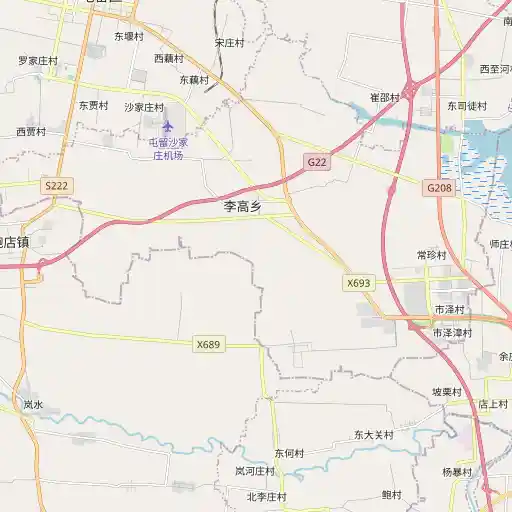 宋庄村
东堰村
西藕村
罗家庄村
东藕村
南
西至河村
东贾村
沙家庄村
崔邵村
东司徒村
西贾村
屯留沙家
庄机场
G22
S222
G208
李高乡
店镇
师庄
常珍村
X693
市泽村
市泽漳村
X689
余
坡栗村
岚水
店上村
东大关村
东何村
岚河庄村
杨暴村
北李庄村
鲍村